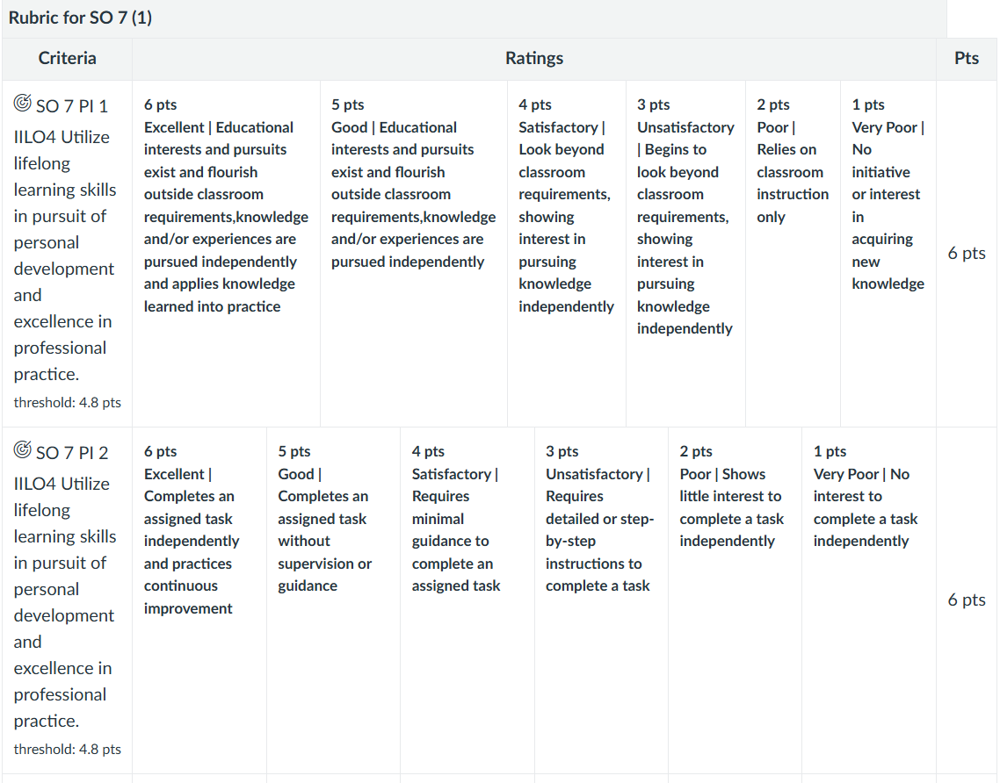 Rubric for SO 7 (1)
Criteria
Ratings
Pts
SO 7 PI 1
IILO4 Utilize
lifelong
learning skills
in pursuit of
personal
development
and
excellence in
professional
practice.
threshold: 4.8 pts
6 pts
Excellent | Educational
interests and pursuits
exist and flourish
outside classroom
requirements,knowledge
and/or experiences are
pursued independently
and applies knowledge
learned into practice
5 pts
Good | Educational
interests and pursuits
exist and flourish
outside classroom
requirements,knowledge
and/or experiences are
pursued independently
4 pts
Satisfactory |
Look beyond
classroom
requirements,
showing
interest in
pursuing
knowledge
independently
3 pts
Unsatisfactory
| Begins to
look beyond
classroom
requirements,
showing
interest in
pursuing
knowledge
independently
2 pts
Poor |
Relies on
classroom
instruction
only
1 pts
Very Poor |
No
initiative
or interest
in
acquiring
new
knowledge
6 pts
SO 7 PI 2
IILO4 Utilize
lifelong
learning skills
in pursuit of
personal
development
and
excellence in
professional
practice.
threshold: 4.8 pts
6 pts
Excellent |
Completes an
assigned task
independently
and practices
continuous
improvement
5 pts
Good |
Completes an
assigned task
without
supervision or
guidance
4 pts
Satisfactory |
Requires
minimal
guidance to
complete an
assigned task
3 pts
Unsatisfactory |
Requires
detailed or step-
by-step
instructions to
complete a task
2 pts
Poor | Shows
little interest to
complete a task
independently
1 pts
Very Poor | No
interest to
complete a task
independently
6 pts